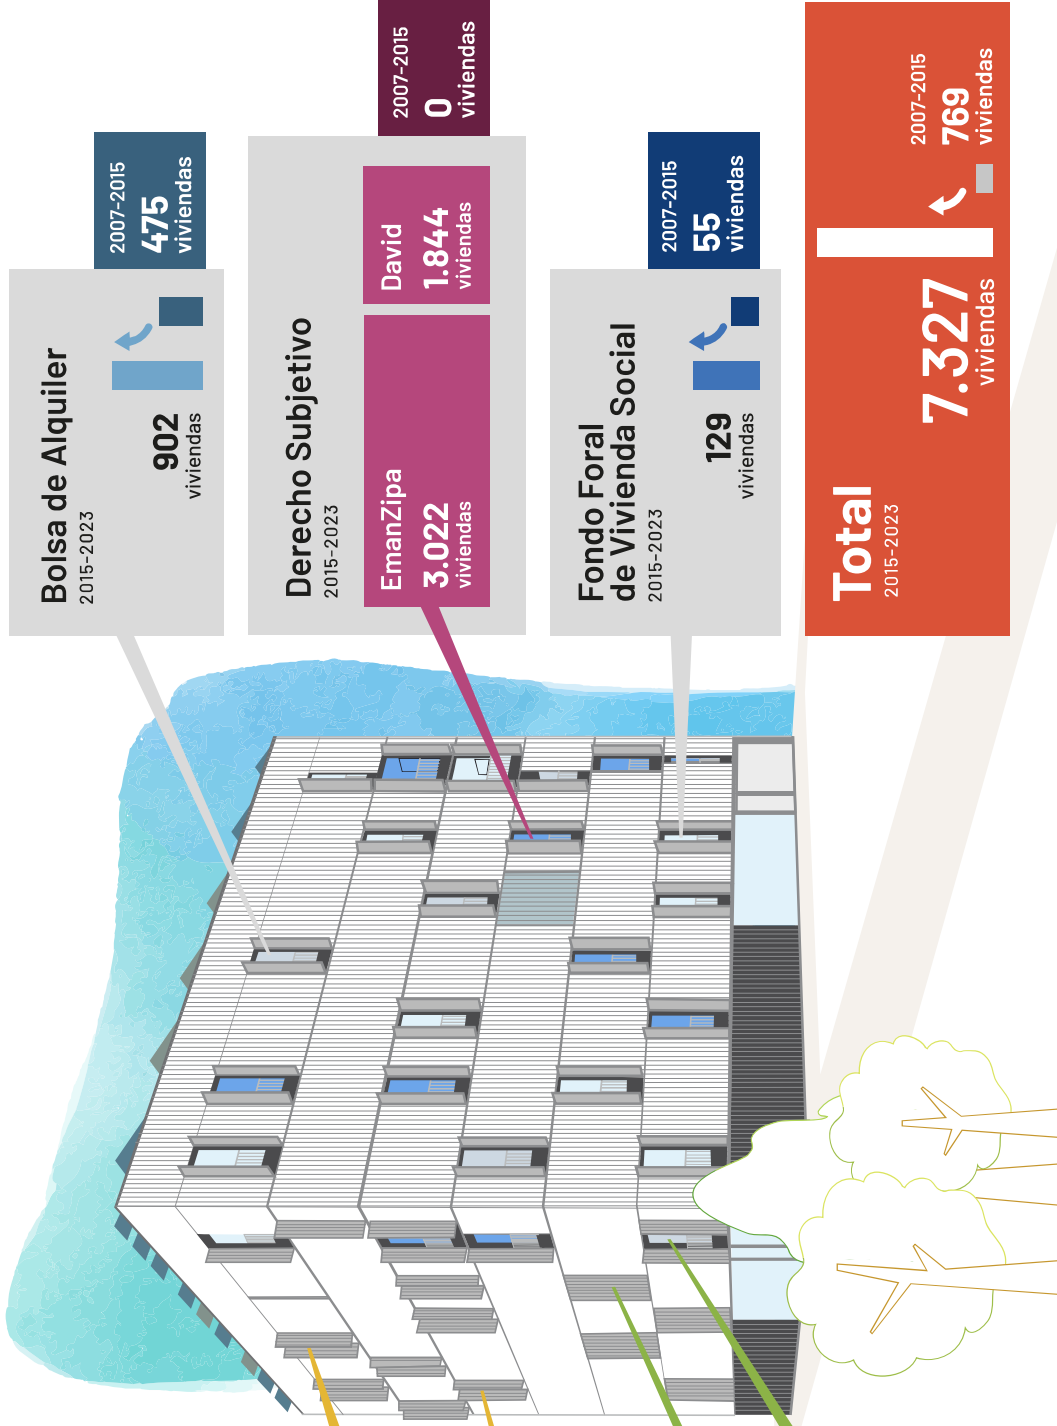 Bolsa de Alquiler
2015-2023
902
viviendas
2007-2015
475
viviendas
Derecho Subjetivo
2015-2023
EmanZipa
3.022
viviendas
David
1.844
viviendas
2007-2015
0
viviendas
Fondo Foral
de Vivienda Social
2015-2023
129
viviendas
2007-2015
55
viviendas
Total
2015-2023
7.327
viviendas
2007-2015
769
viviendas